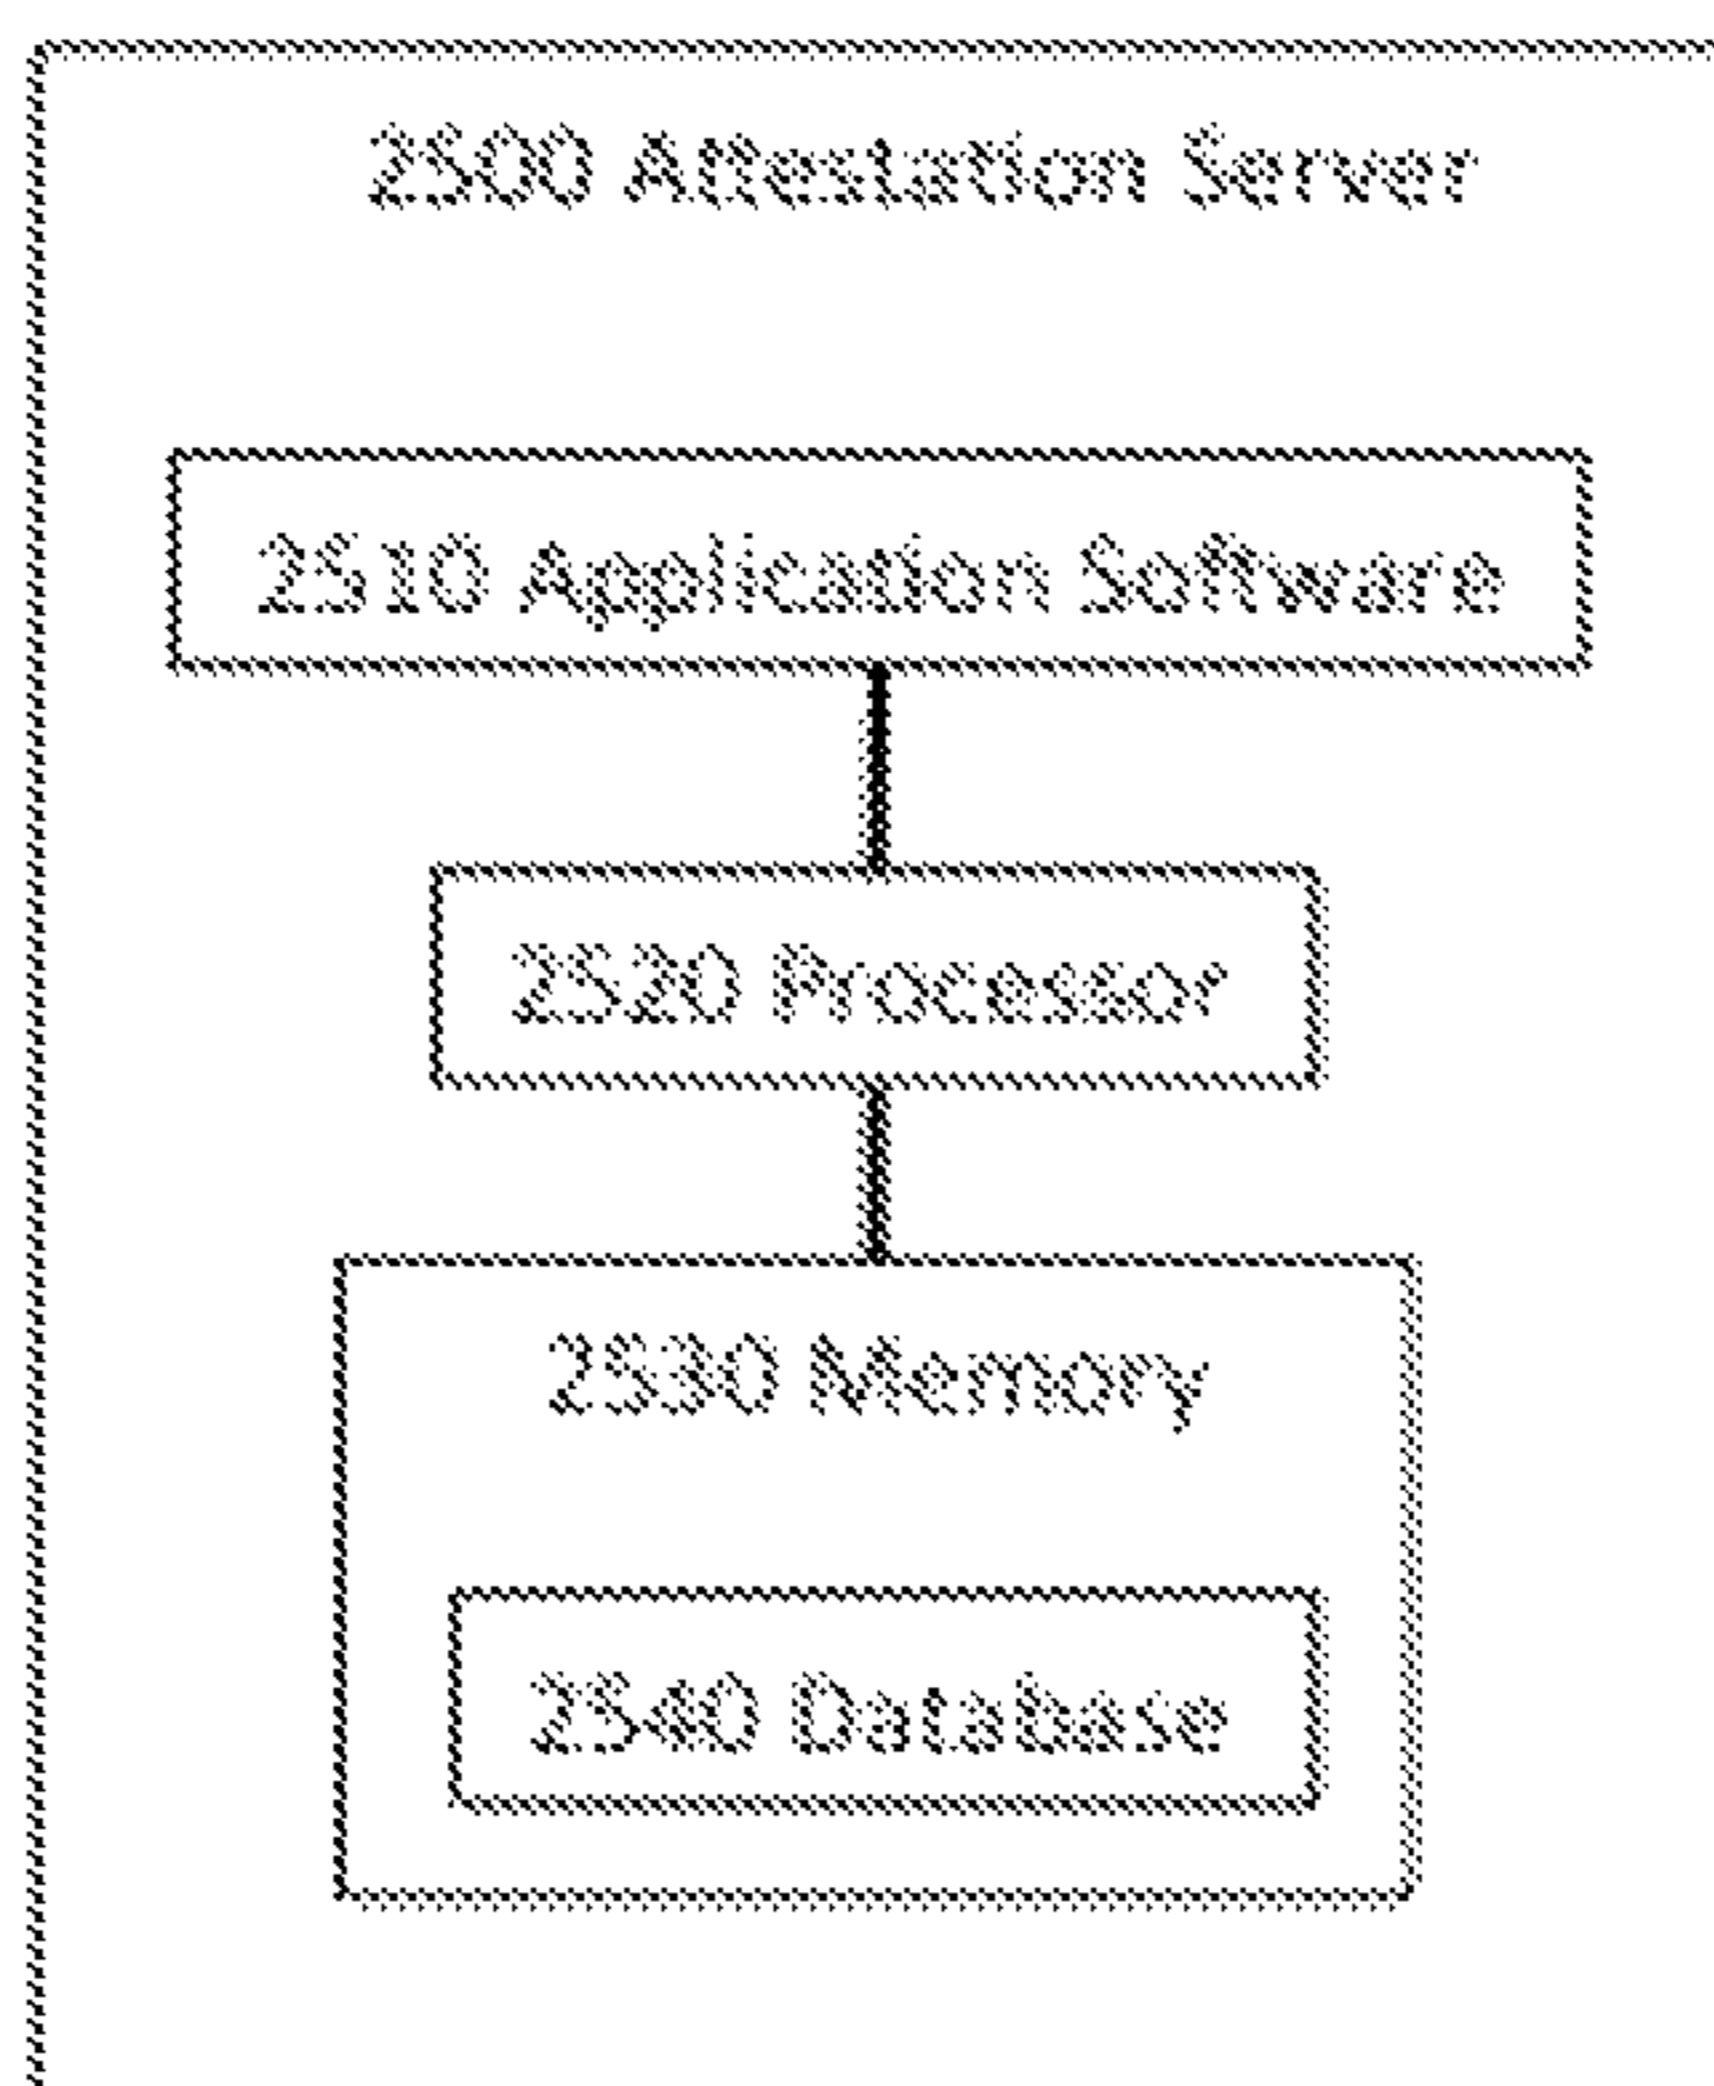 2500 Attestation Server
2510 Application Software
2520 Processor
2530 Memory
2540 Database